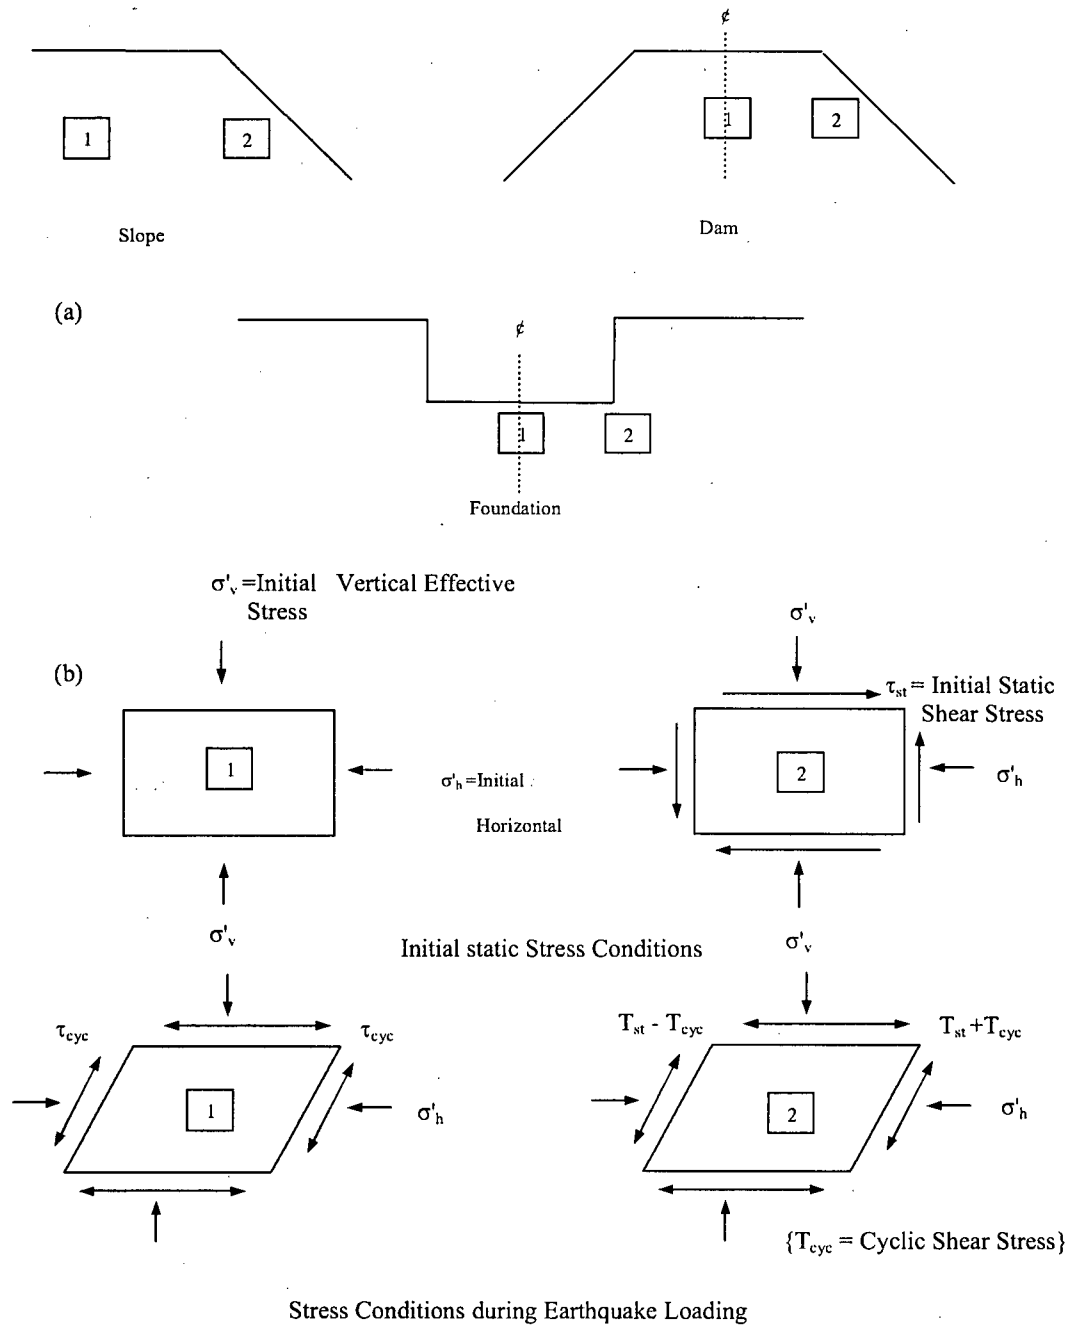 ¢
1
2
1
2
Slope
Dam
(a)
¢
1
2
Foundation
σ'v =Initial Vertical Effective
Stress
σ'v
(b)
τst = Initial Static
Shear Stress
1
σ'h =Initial
Horizontal
2
σ'h
σ'v
Initial static Stress Conditions
σ'v
τcyc
τcyc
Tst - Tcyc
Tst +Tcyc
1
σ'h
2
σ'h
{Tcyc = Cyclic Shear Stress}
Stress Conditions during Earthquake Loading